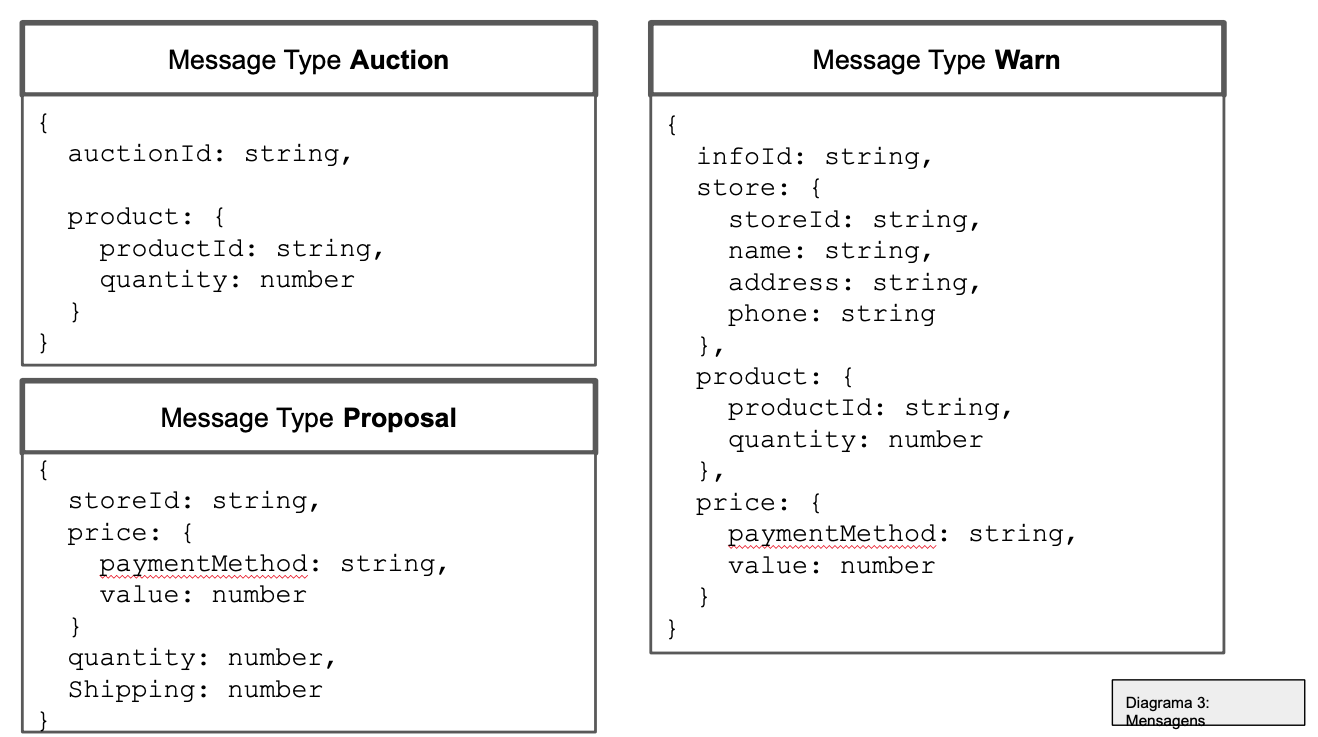 Message Type Auction
{
  auctionId: string,

  product: {
    productId: string,
    quantity: number
  }
}
Message Type Proposal
{
  storeId: string,
  price: {
    paymentMethod: string,
    value: number
  }
  quantity: number,
  Shipping: number
}
Message Type Warn
{
  infoId: string,
  store: {
    storeId: string,
    name: string,
    address: string,
    phone: string
  },
  product: {
    productId: string,
    quantity: number
  },
  price: {
    paymentMethod: string,
    value: number
  }
}
Diagrama 3:
Mensagens